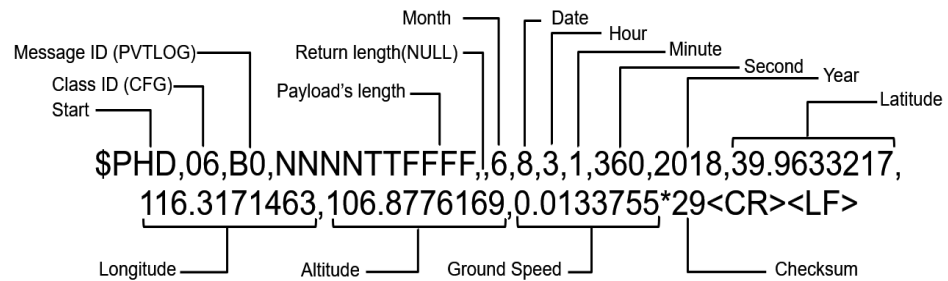 Month
Date
Hour
Message ID (PVTLOG)
Return length(NULL)
Minute
Second
Class ID (CFG)
Payload's length
Year
Start
Latitude
$PHD,06,B0,NNNNTTFFFF,,6,8,3,1,360,2018,39.9633217,
116.3171463,106.8776169,0.0133755*29<CR><LF>
Longitude
Altitude
Ground Speed
Checksum